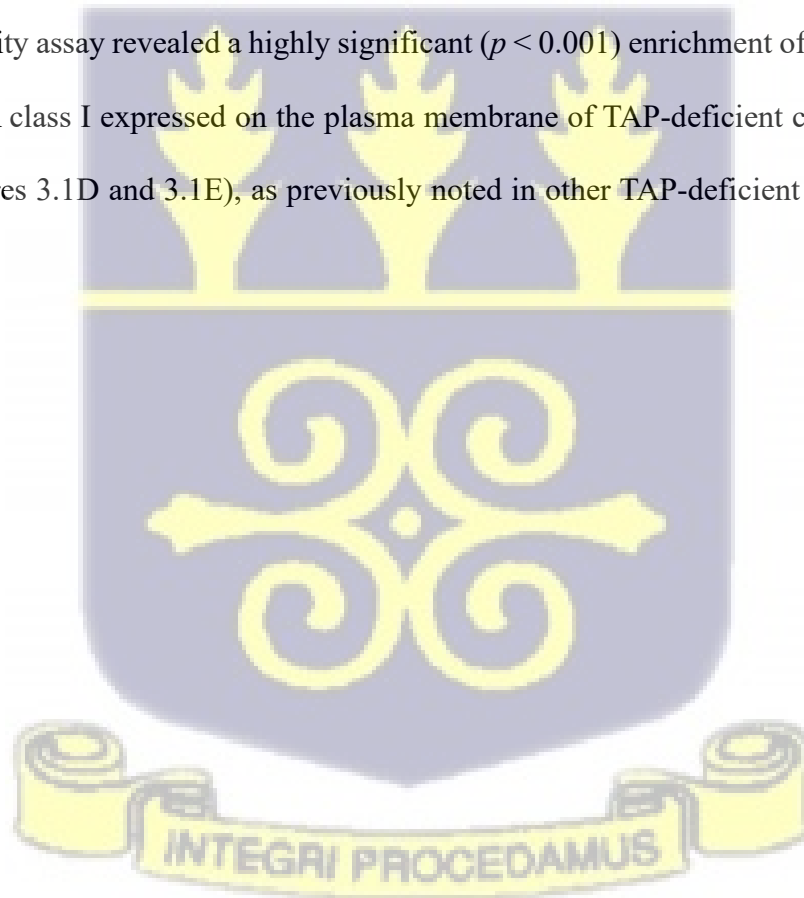 ity assay revealed a highly significant (p < 0.001) enrichment of
class I expressed on the plasma membrane of TAP-deficient c
res 3.1D and 3.1E), as previously noted in other TAP-deficient
INTEGRI PROCEDAMUS